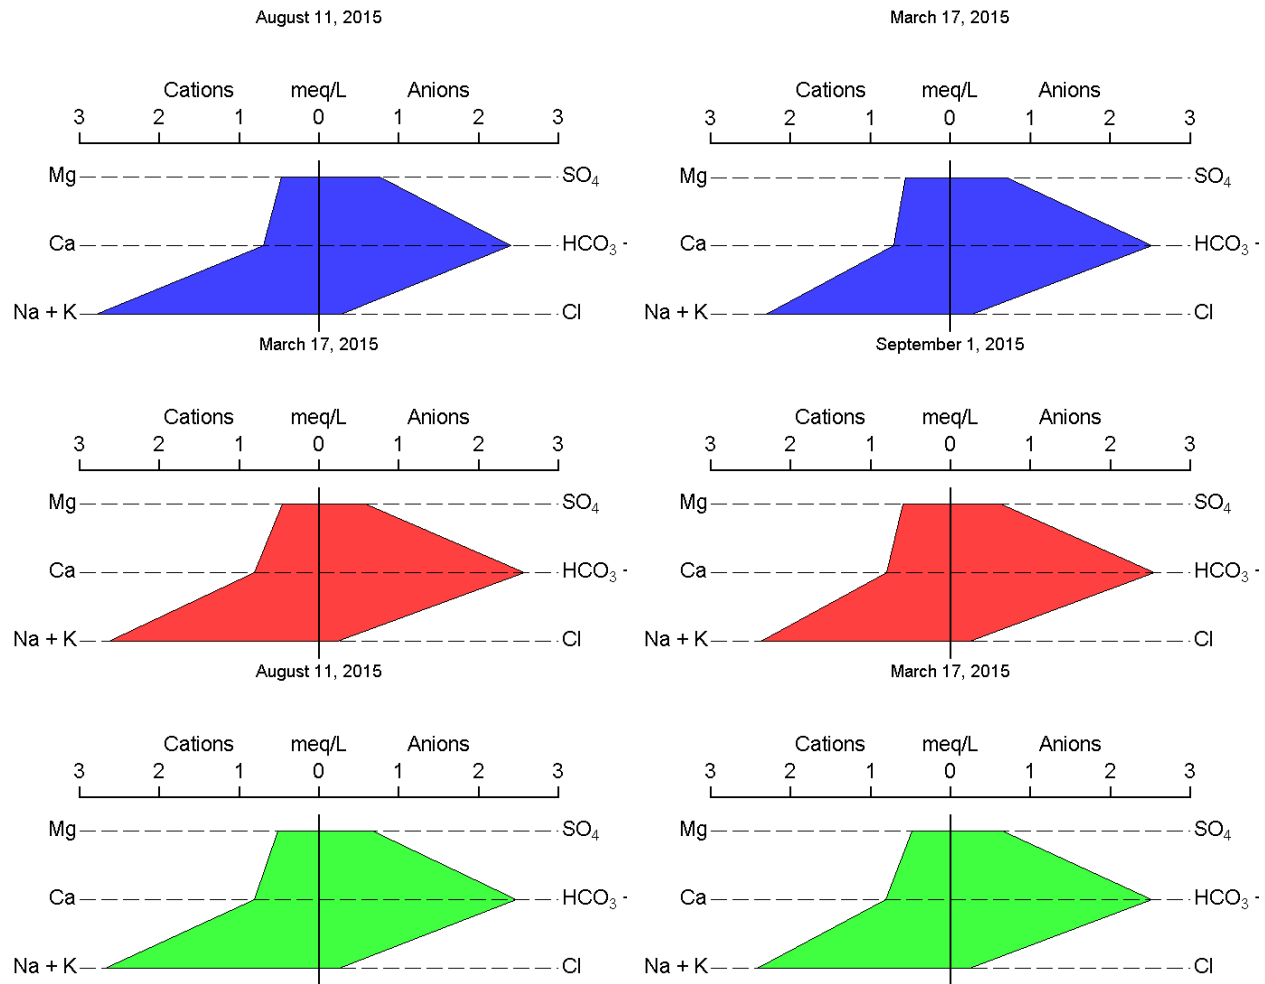 August 11, 2015 March 17, 2015
Cations meq/L Anions Cations meq/L Anions
3 2 1 0 1 2 3 3 2 1 0 1 2 3
Mg SO₄ Mg SO₄
Ca HCO₃ - Ca HCO₃ -
Na + K Cl Na + K Cl
March 17, 2015 September 1, 2015
Cations meq/L Anions Cations meq/L Anions
3 2 1 0 1 2 3 3 2 1 0 1 2 3
Mg SO₄ Mg SO₄
Ca HCO₃ - Ca HCO₃ -
Na + K Cl Na + K Cl
August 11, 2015 March 17, 2015
Cations meq/L Anions Cations meq/L Anions
3 2 1 0 1 2 3 3 2 1 0 1 2 3
Mg SO₄ Mg SO₄
Ca HCO₃ - Ca HCO₃ -
Na + K Cl Na + K Cl